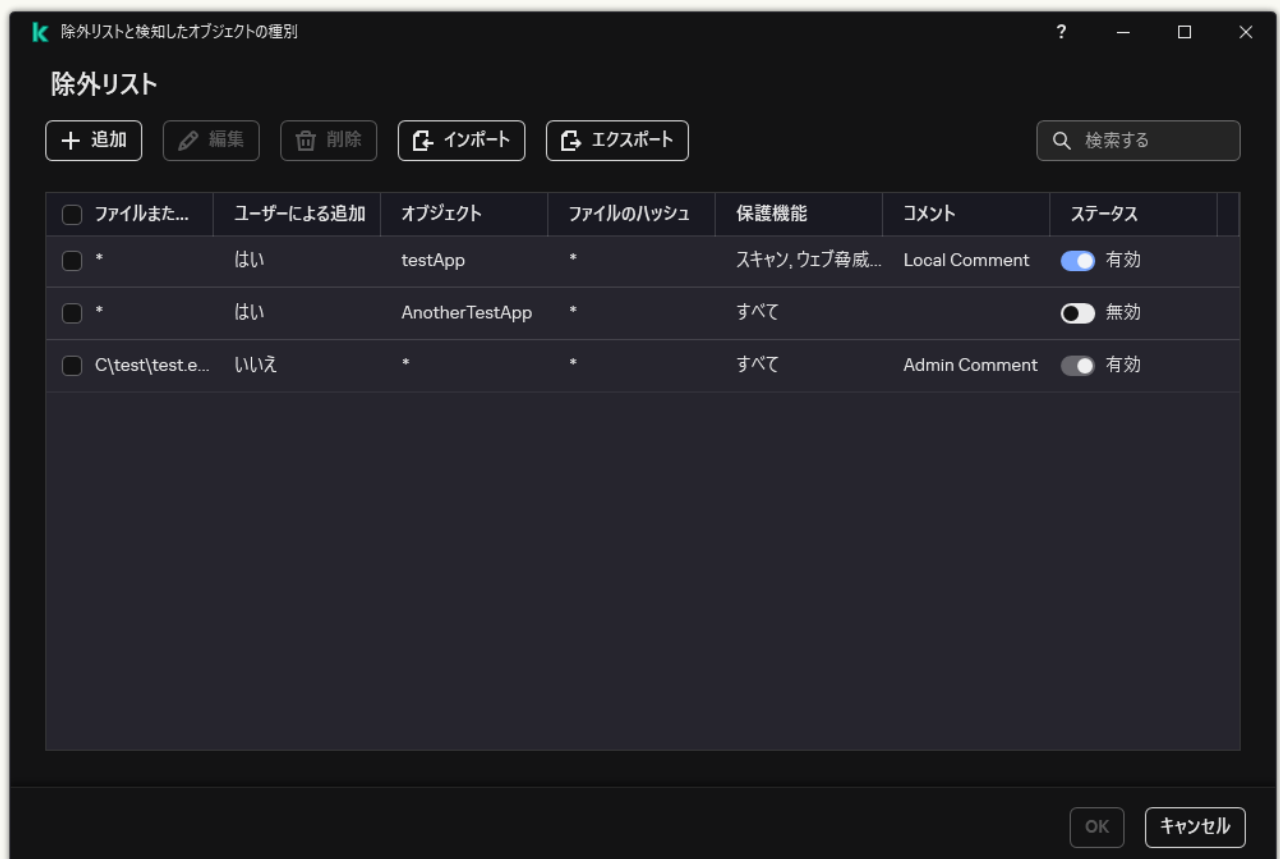 除外リストと検知したオブジェクトの種別 ?
除外リスト
追加 編集 削除 インポート エクスポート 検索する
ファイルまた... ユーザーによる追加 オブジェクト ファイルのハッシュ 保護機能 コメント ステータス
* はい testApp * スキャン, ウェブ脅威... Local Comment 有効
* はい AnotherTestApp * すべて 無効
C\test\test.e... いいえ * * すべて Admin Comment 有効
OK キャンセル